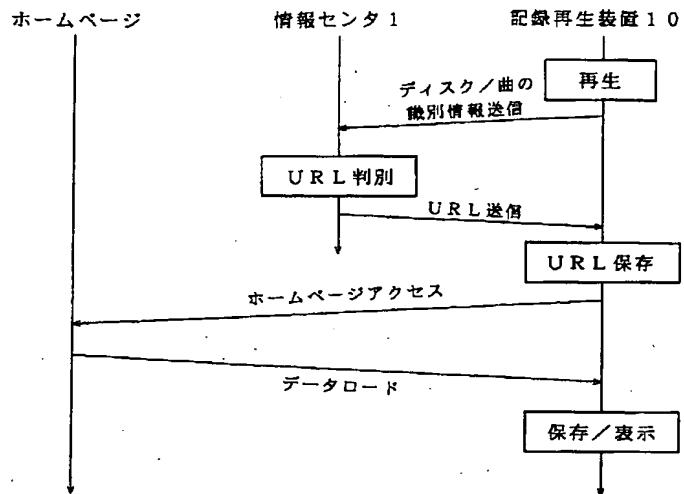 ホームページ
情報センタ1
記録再生装置10
再生
ディスク/曲の
識別情報送信
URL判別
URL送信
URL保存
ホームページアクセス
データロード
保存/表示